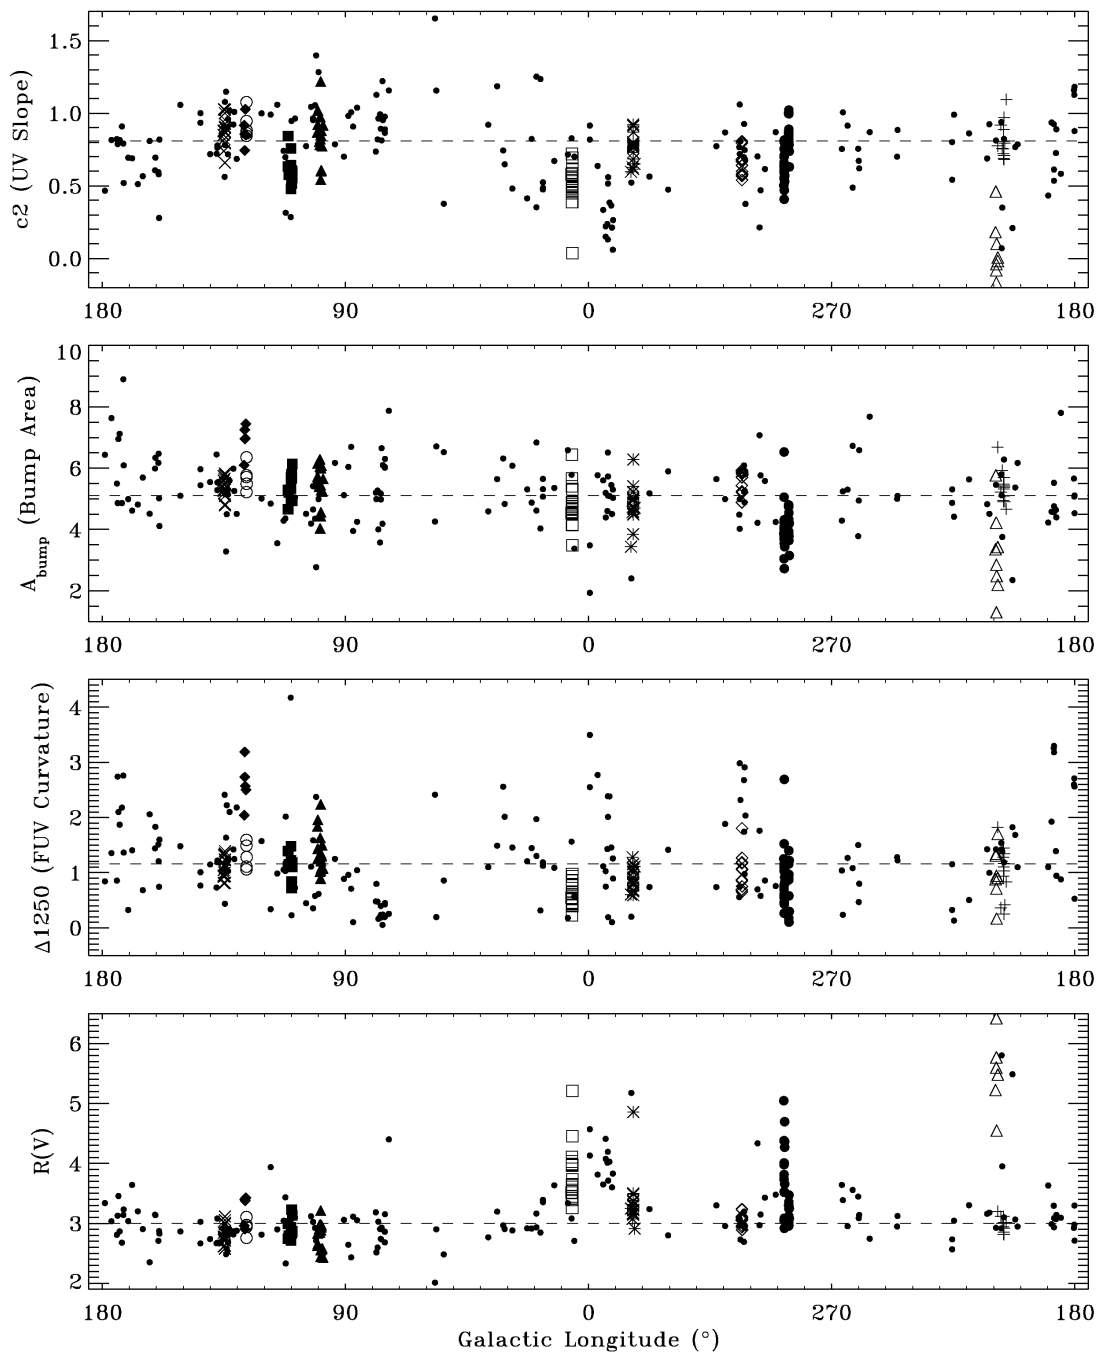 c2 (UV Slope)
1.5
1.0
0.5
0.0
180 90 0 270 180
A_bump (Bump Area)
10
8
6
4
2
180 90 0 270 180
Δ1250 (FUV Curvature)
4
3
2
1
0
180 90 0 270 180
R(V)
6
5
4
3
2
180 90 0 270 180
Galactic Longitude (°)